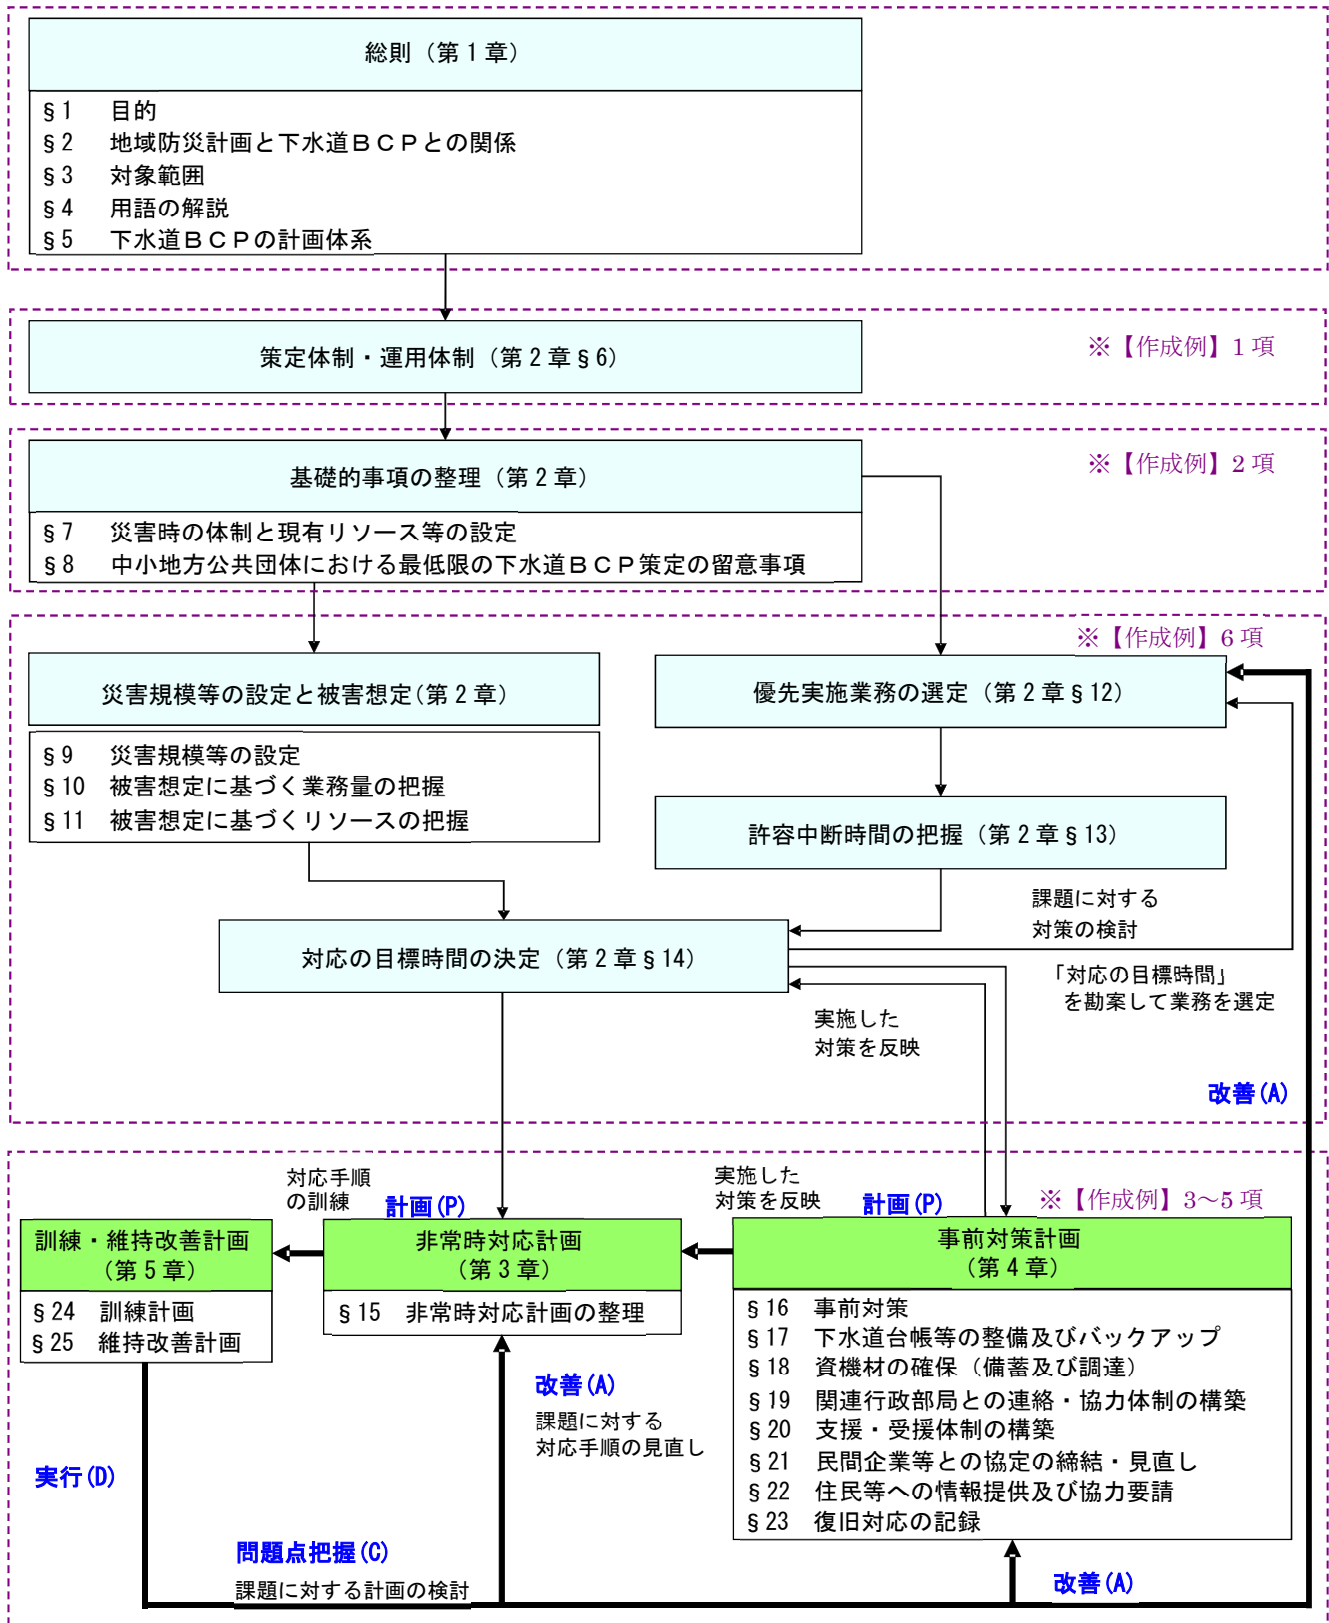 総則（第１章）
§1　目的
§2　地域防災計画と下水道ＢＣＰとの関係
§3　対象範囲
§4　用語の解説
§5　下水道ＢＣＰの計画体系
策定体制・運用体制（第２章§6）
※【作成例】1 項
基礎的事項の整理（第２章）
※【作成例】2 項
§7　災害時の体制と現有リソース等の設定
§8　中小地方公共団体における最低限の下水道ＢＣＰ策定の留意事項
※【作成例】6 項
災害規模等の設定と被害想定（第２章）
§9　災害規模等の設定
§10　被害想定に基づく業務量の把握
§11　被害想定に基づくリソースの把握
優先実施業務の選定（第２章§12）
許容中断時間の把握（第２章§13）
課題に対する
対策の検討
対応の目標時間の決定（第２章§14）
「対応の目標時間」
を勘案して業務を選定
実施した
対策を反映
改善(A)
対応手順
の訓練
計画(P)
実施した
対策を反映
計画(P)
※【作成例】3～5 項
訓練・維持改善計画
（第５章）
§24　訓練計画
§25　維持改善計画
非常時対応計画
（第３章）
§15　非常時対応計画の整理
事前対策計画
（第４章）
§16　事前対策
§17　下水道台帳等の整備及びバックアップ
§18　資機材の確保（備蓄及び調達）
§19　関連行政部局との連絡・協力体制の構築
§20　支援・受援体制の構築
§21　民間企業等との協定の締結・見直し
§22　住民等への情報提供及び協力要請
§23　復旧対応の記録
改善(A)
課題に対する
対応手順の見直し
実行(D)
問題点把握(C)
課題に対する計画の検討
改善(A)